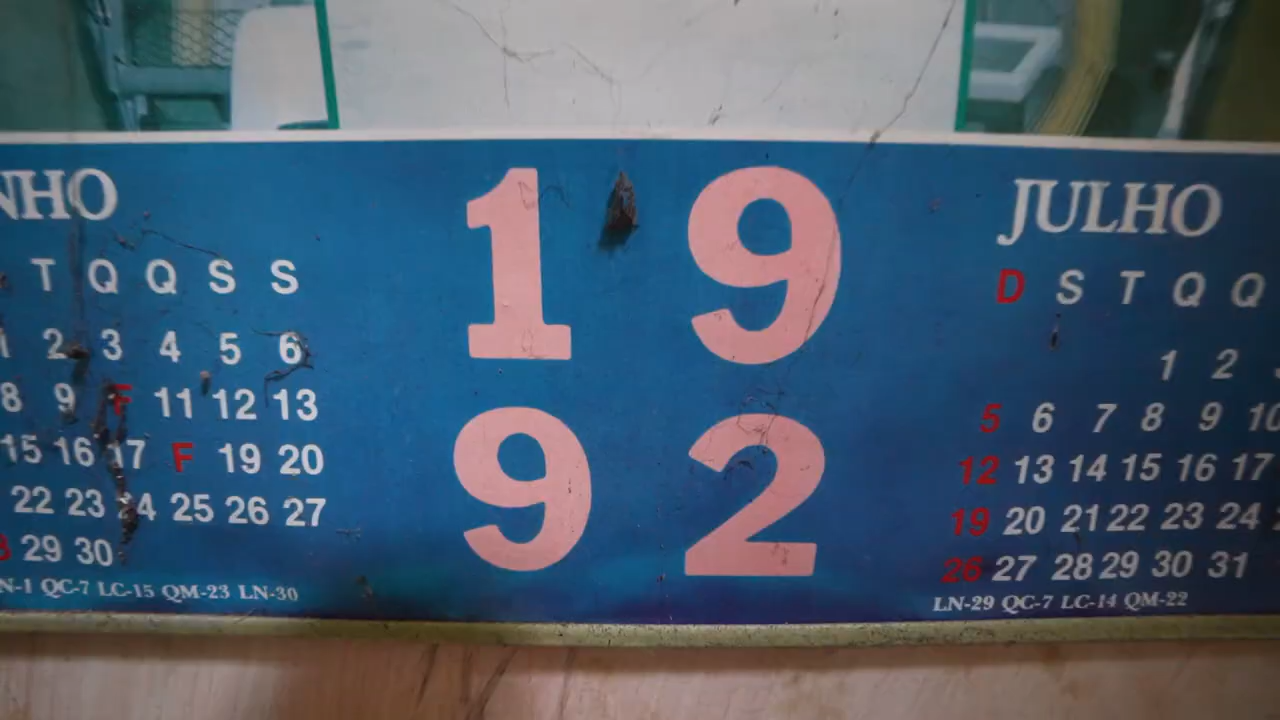 NHO
T Q Q S S
1 2 3 4 5 6
8 9 F 11 12 13
15 16 17 F 19 20
22 23 24 25 26 27
29 30
N-1 QC-7 LC-15 QM-23 LN-30
1 9
9 2
JULHO
D S T Q Q
1 2
5 6 7 8 9 10
12 13 14 15 16 17
19 20 21 22 23 24
26 27 28 29 30 31
LN-29 QC-7 LC-14 QM-22